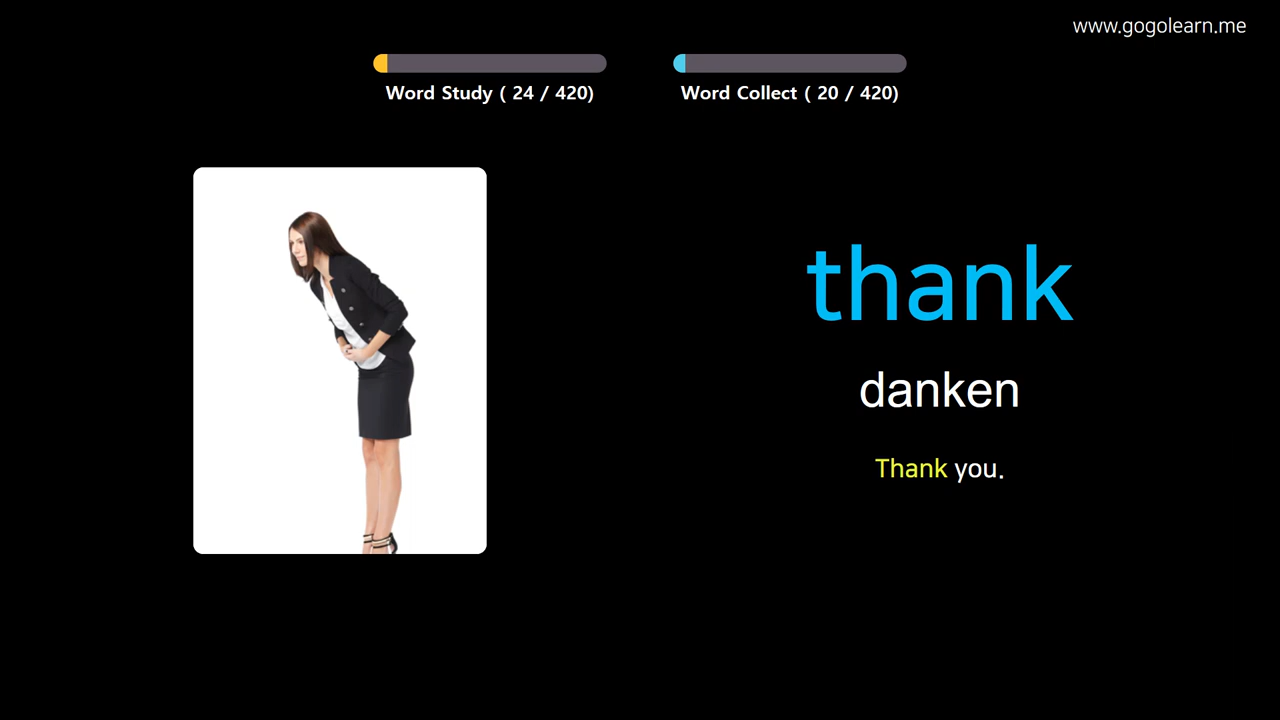 www.gogolearn.me
Word Study ( 24 / 420)
Word Collect ( 20 / 420)
thank
danken
Thank you.